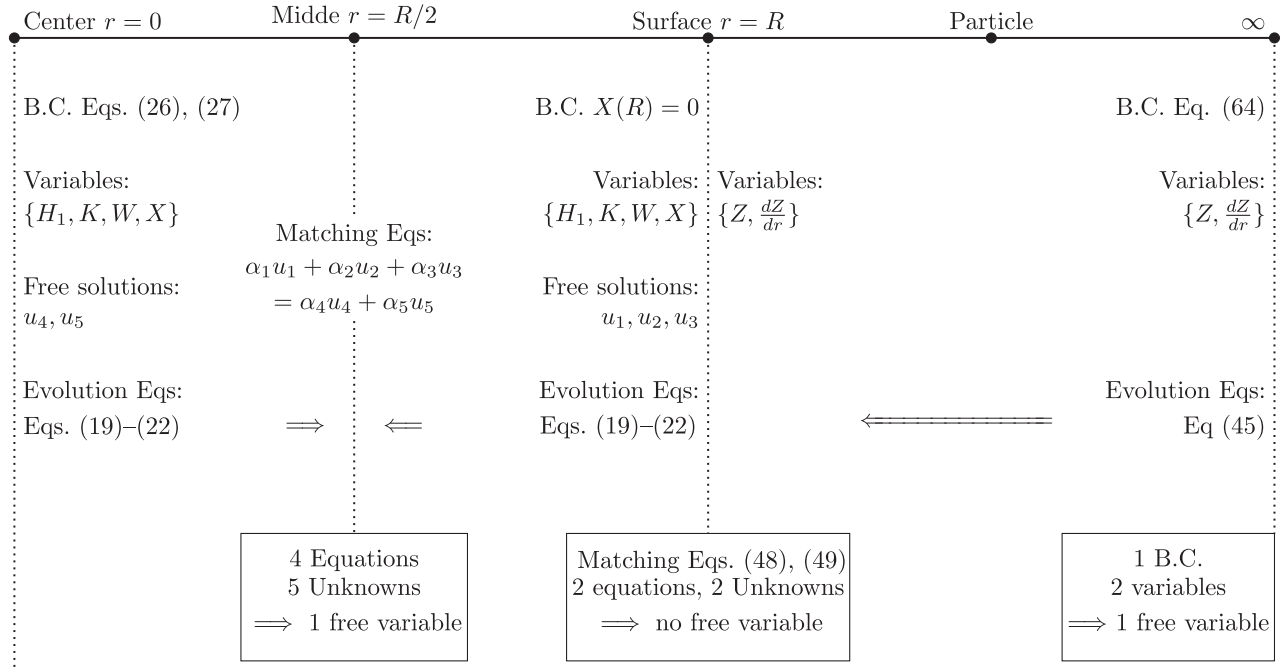 Center r = 0
Midde r = R/2
Surface r = R
Particle
∞
B.C. Eqs. (26), (27)
B.C. X(R) = 0
B.C. Eq. (64)
Variables:
{H₁, K, W, X}
Variables:
{H₁, K, W, X}
Variables:
{Z, dZ/dr}
Variables:
{Z, dZ/dr}
Matching Eqs:
α₁u₁ + α₂u₂ + α₃u₃
= α₄u₄ + α₅u₅
Free solutions:
u₄, u₅
Free solutions:
u₁, u₂, u₃
Evolution Eqs:
Eqs. (19)–(22)
⟹
⟸
Evolution Eqs:
Eqs. (19)–(22)
⟸
Evolution Eqs:
Eq (45)
4 Equations
5 Unknowns
⟹ 1 free variable
Matching Eqs. (48), (49)
2 equations, 2 Unknowns
⟹ no free variable
1 B.C.
2 variables
⟹ 1 free variable